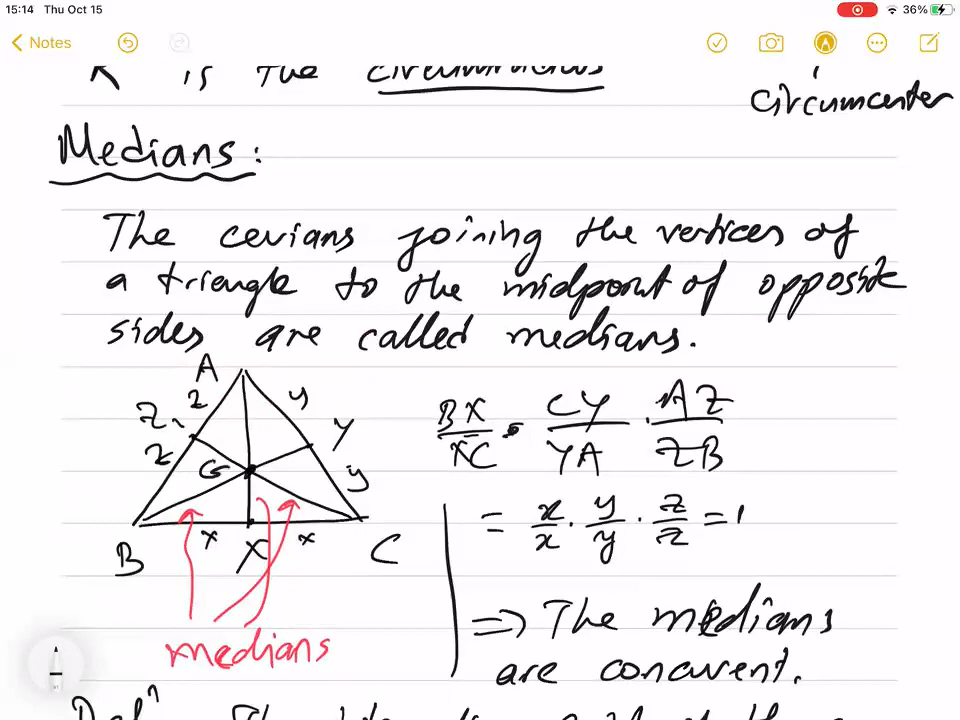 15:14 Thu Oct 15
36%
Notes
is The
circumcenter
Medians:
The cevians joining the vertices of
a triangle to the midpoint of opposite
sides are called medians.
A
z y
Z Y
z G y
B x X x C
medians
BX/XC · CY/YA · AZ/ZB
= x/x · y/y · z/z = 1
⇒ The medians
are concurrent.